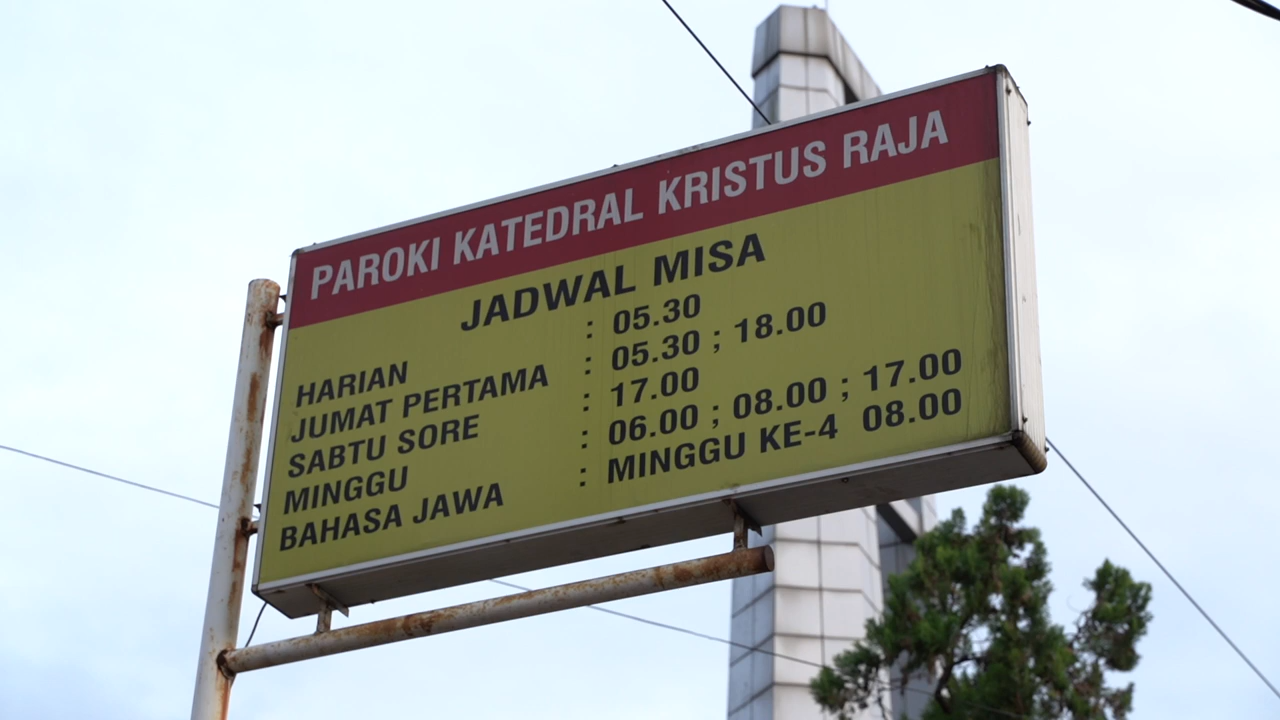 PAROKI KATEDRAL KRISTUS RAJA
JADWAL MISA
HARIAN : 05.30
JUMAT PERTAMA : 05.30 ; 18.00
SABTU SORE : 17.00
MINGGU : 06.00 ; 08.00 ; 17.00
BAHASA JAWA : MINGGU KE-4 08.00